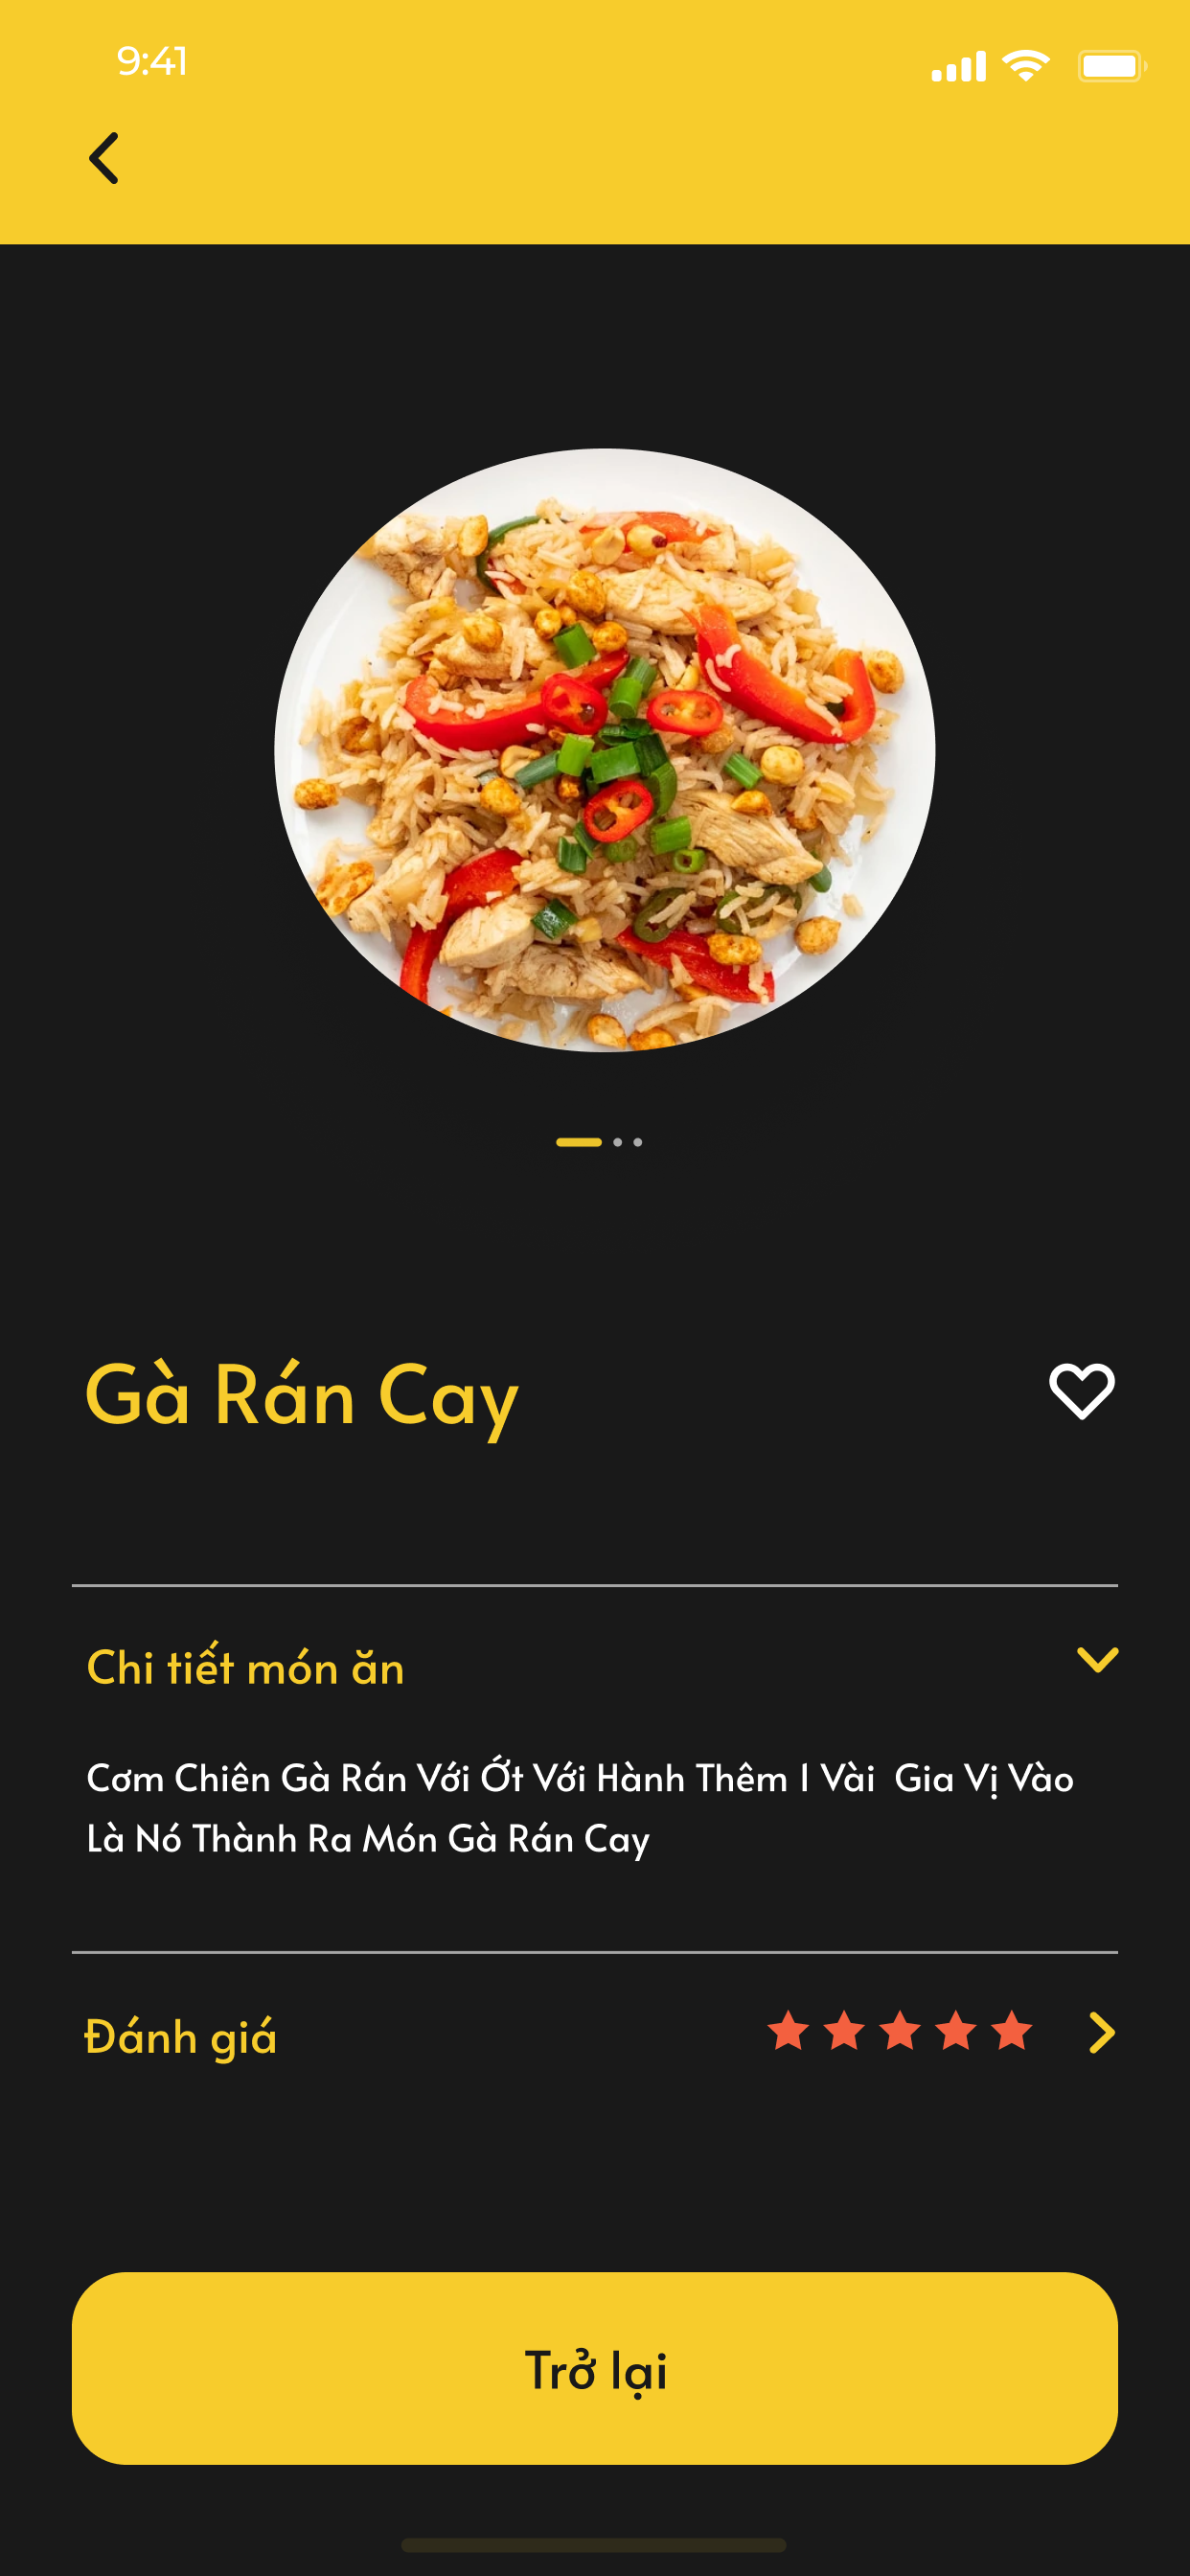 9:41
Gà Rán Cay
Chi tiết món ăn
Cơm Chiên Gà Rán Với Ớt Với Hành Thêm 1 Vài  Gia Vị Vào
Là Nó Thành Ra Món Gà Rán Cay
Đánh giá
Trở lại